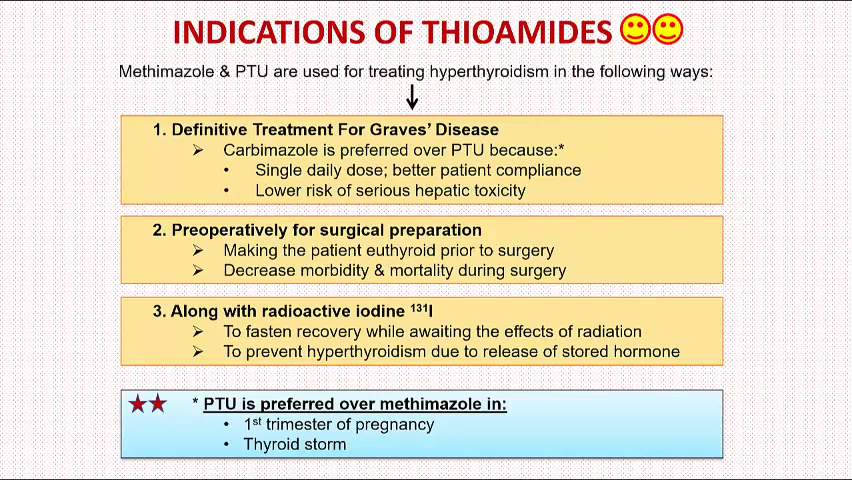 INDICATIONS OF THIOAMIDES
Methimazole & PTU are used for treating hyperthyroidism in the following ways:
1. Definitive Treatment For Graves’ Disease
➢ Carbimazole is preferred over PTU because:*
• Single daily dose; better patient compliance
• Lower risk of serious hepatic toxicity
2. Preoperatively for surgical preparation
➢ Making the patient euthyroid prior to surgery
➢ Decrease morbidity & mortality during surgery
3. Along with radioactive iodine ¹³¹I
➢ To fasten recovery while awaiting the effects of radiation
➢ To prevent hyperthyroidism due to release of stored hormone
* PTU is preferred over methimazole in:
• 1st trimester of pregnancy
• Thyroid storm